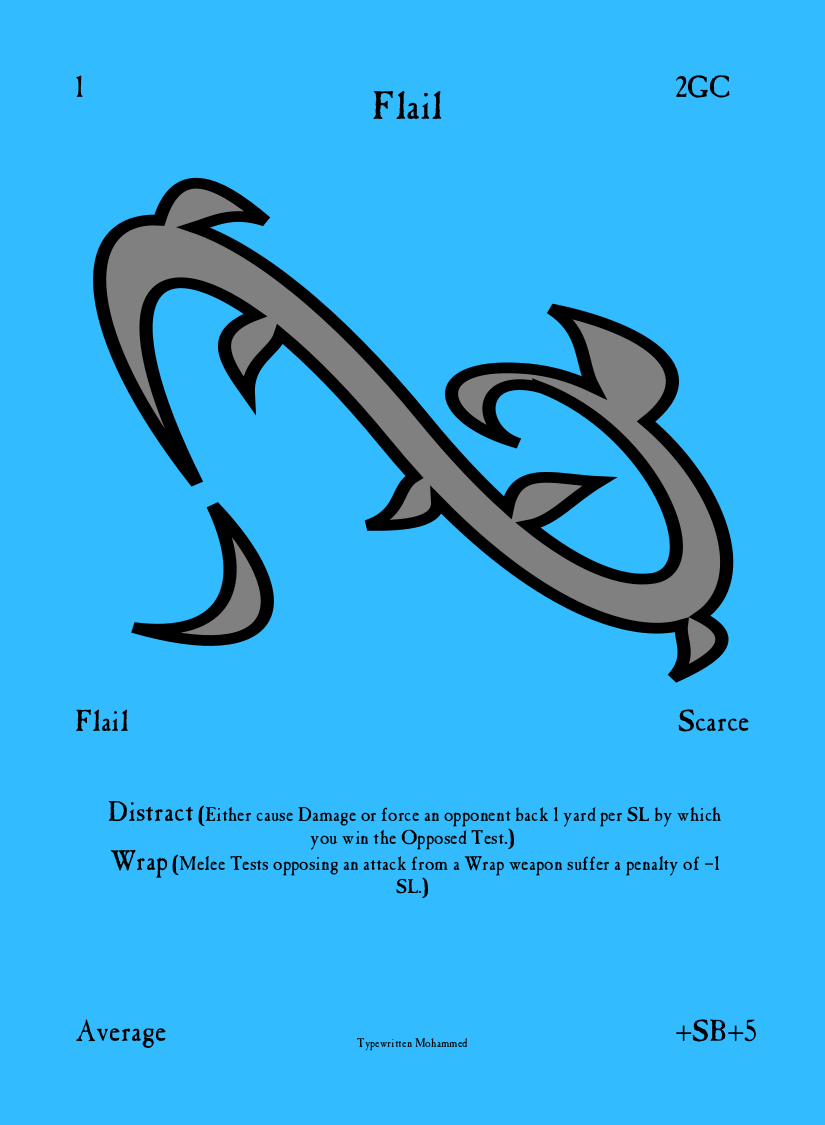 1
Flail
2GC
Flail
Scarce
Distract (Either cause Damage or force an opponent back 1 yard per SL by which
you win the Opposed Test.)
Wrap (Melee Tests opposing an attack from a Wrap weapon suffer a penalty of −1
SL.)
Average
Typewritten Mohammed
+SB+5